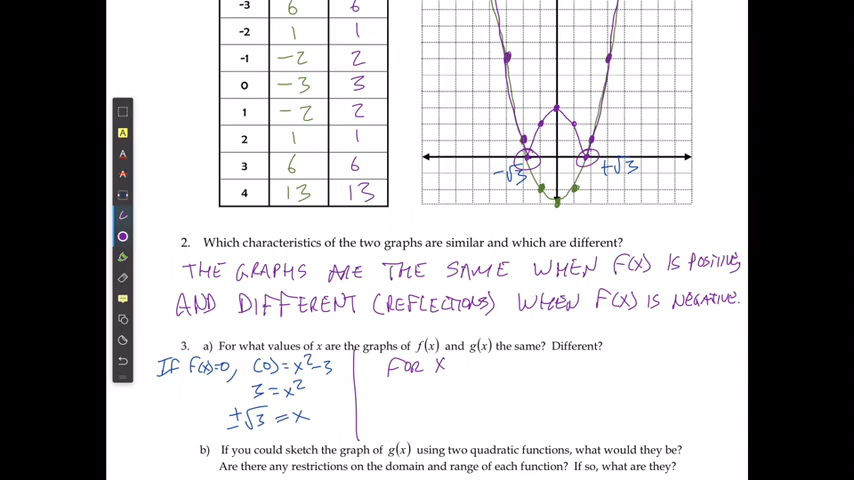 -3 6 6
-2 1 1
-1 -2 2
0 -3 3
1 -2 2
2 1 1
3 6 6
4 13 13
-√3 +√3
2. Which characteristics of the two graphs are similar and which are different?
THE GRAPHS ARE THE SAME WHEN F(X) IS POSITIVE,
AND DIFFERENT (REFLECTIONS) WHEN F(X) IS NEGATIVE.
3. a) For what values of x are the graphs of f(x) and g(x) the same? Different?
IF F(X)=0, (0)=x²-3
3=x²
±√3=x
FOR X
b) If you could sketch the graph of g(x) using two quadratic functions, what would they be?
Are there any restrictions on the domain and range of each function? If so, what are they?